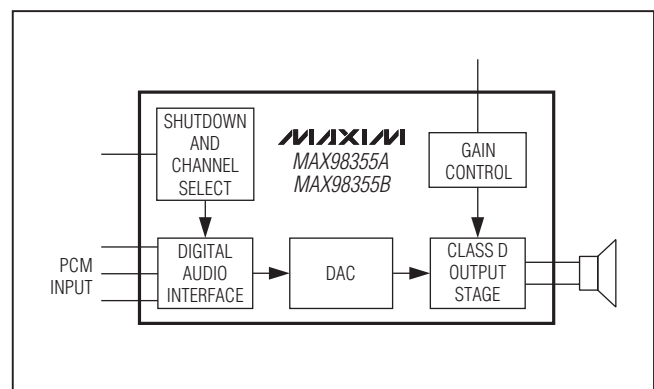 SHUTDOWN
AND
CHANNEL
SELECT
MAXIM
MAX98355A
MAX98355B
GAIN
CONTROL
PCM
INPUT
DIGITAL
AUDIO
INTERFACE
DAC
CLASS D
OUTPUT
STAGE